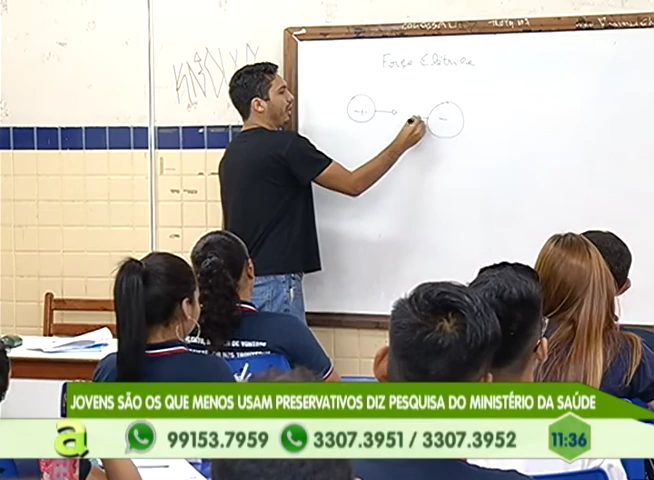 Força Elétrica
+
-
JOVENS SÃO OS QUE MENOS USAM PRESERVATIVOS DIZ PESQUISA DO MINISTÉRIO DA SAÚDE
a 99153.7959 3307.3951 / 3307.3952 11:36